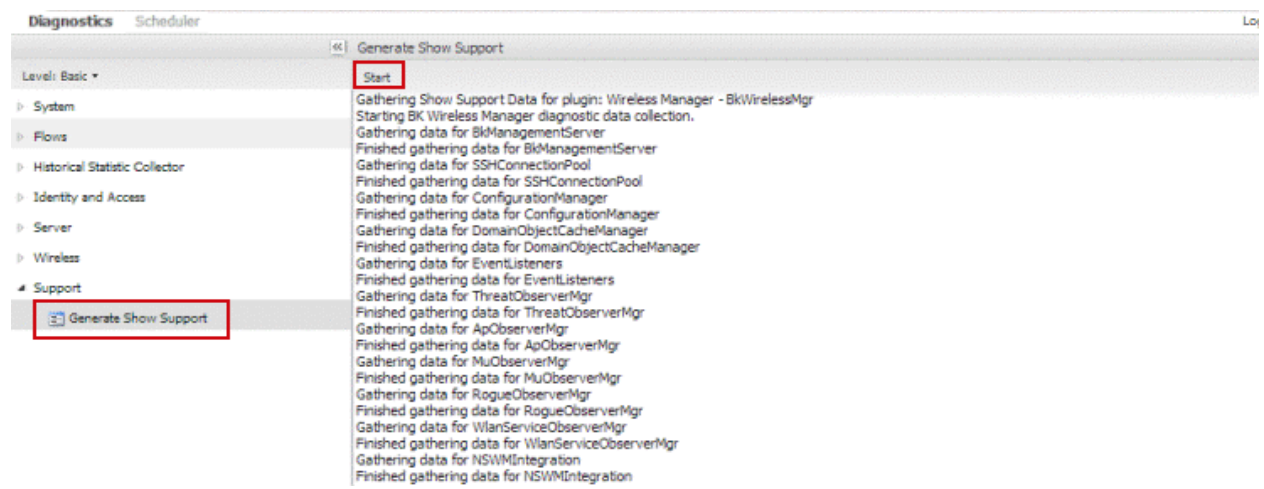 Diagnostics Scheduler
Generate Show Support
Level: Basic
Start
System
Flows
Historical Statistic Collector
Identity and Access
Server
Wireless
Support
Generate Show Support
Gathering Show Support Data for plugin: Wireless Manager - BkWirelessMgr
Starting BK Wireless Manager diagnostic data collection.
Gathering data for BkManagementServer
Finished gathering data for BkManagementServer
Gathering data for SSHConnectionPool
Finished gathering data for SSHConnectionPool
Gathering data for ConfigurationManager
Finished gathering data for ConfigurationManager
Gathering data for DomainObjectCacheManager
Finished gathering data for DomainObjectCacheManager
Gathering data for EventListeners
Finished gathering data for EventListeners
Gathering data for ThreatObserverMgr
Finished gathering data for ThreatObserverMgr
Gathering data for ApObserverMgr
Finished gathering data for ApObserverMgr
Gathering data for MuObserverMgr
Finished gathering data for MuObserverMgr
Gathering data for RogueObserverMgr
Finished gathering data for RogueObserverMgr
Gathering data for WlanServiceObserverMgr
Finished gathering data for WlanServiceObserverMgr
Gathering data for NSWMIntegration
Finished gathering data for NSWMIntegration